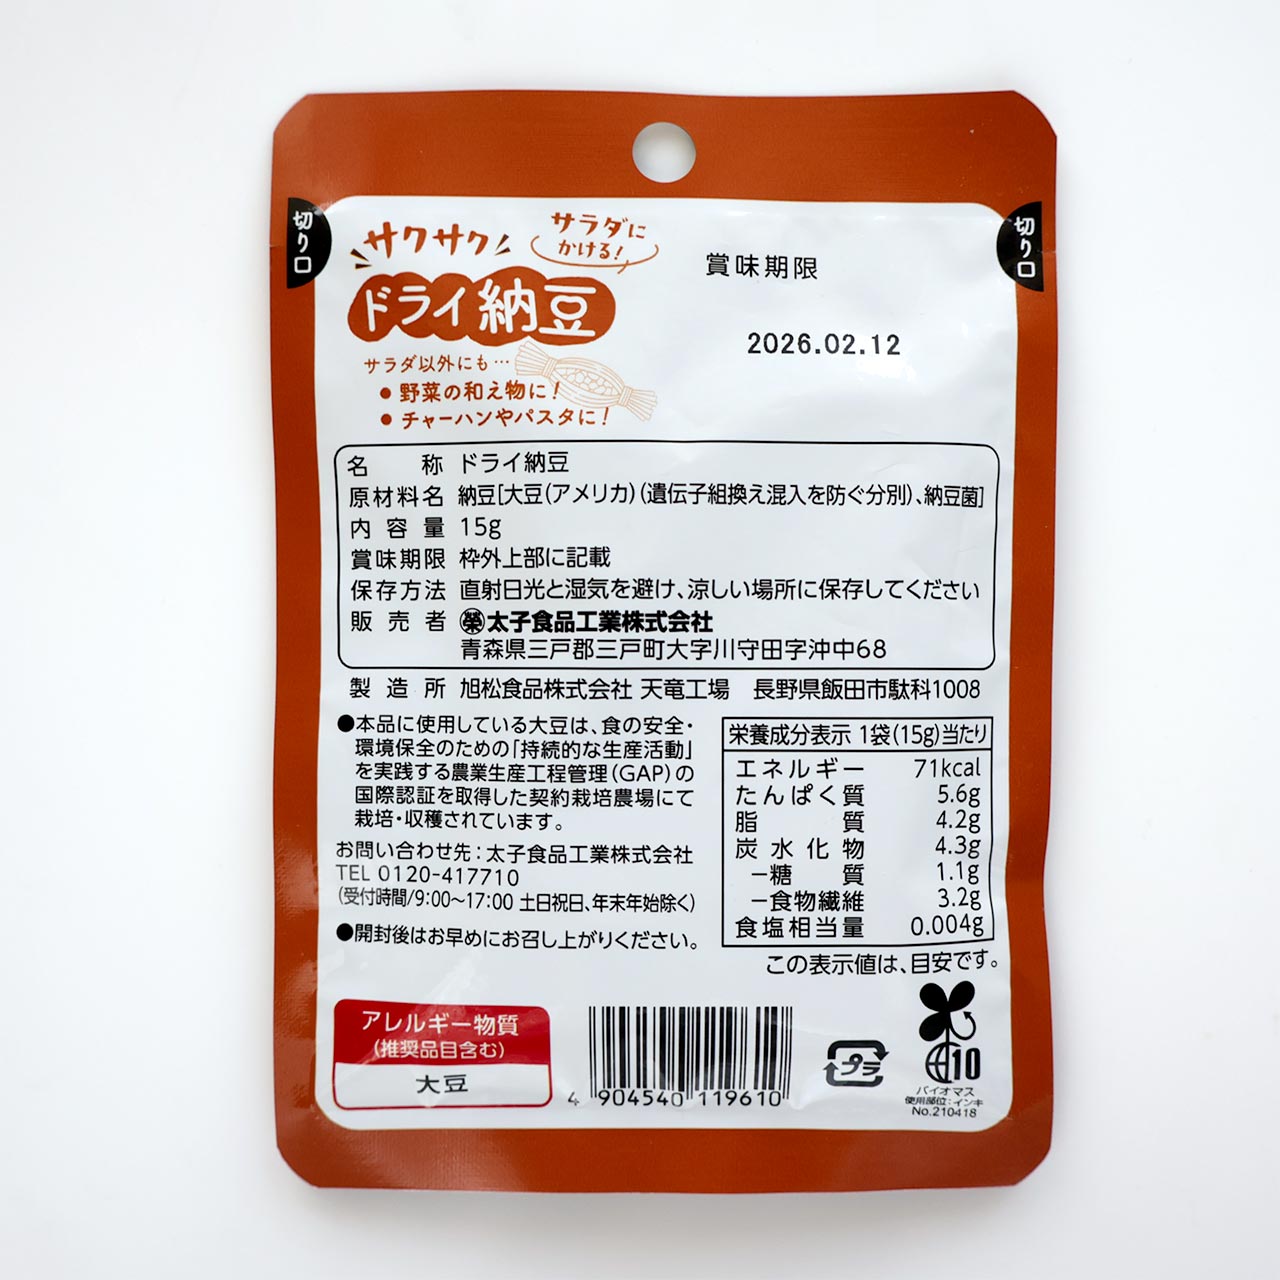 切り口
切り口
サクサク
サラダに
かける!
ドライ納豆
サラダ以外にも…
●野菜の和え物に!
●チャーハンやパスタに!
賞味期限
2026.02.12
名称 ドライ納豆
原材料名 納豆[大豆(アメリカ)(遺伝子組換え混入を防ぐ分別)、納豆菌]
内容量 15g
賞味期限 枠外上部に記載
保存方法 直射日光と湿気を避け、涼しい場所に保存してください
販売者 榮太子食品工業株式会社
青森県三戸郡三戸町大字川守田字沖中68
製造所 旭松食品株式会社 天竜工場 長野県飯田市駄科1008
●本品に使用している大豆は、食の安全・
環境保全のための「持続的な生産活動」
を実践する農業生産工程管理(GAP)の
国際認証を取得した契約栽培農場にて
栽培・収穫されています。
お問い合わせ先:太子食品工業株式会社
TEL 0120-417710
(受付時間/9:00〜17:00 土日祝日、年末年始除く)
●開封後はお早めにお召し上がりください。
栄養成分表示 1袋(15g)当たり
エネルギー 71kcal
たんぱく質 5.6g
脂質 4.2g
炭水化物 4.3g
−糖質 1.1g
−食物繊維 3.2g
食塩相当量 0.004g
この表示値は、目安です。
アレルギー物質
(推奨品目含む)
大豆
4 904540 119610
プラ
10
バイオマス
使用部位:インキ
No.210418